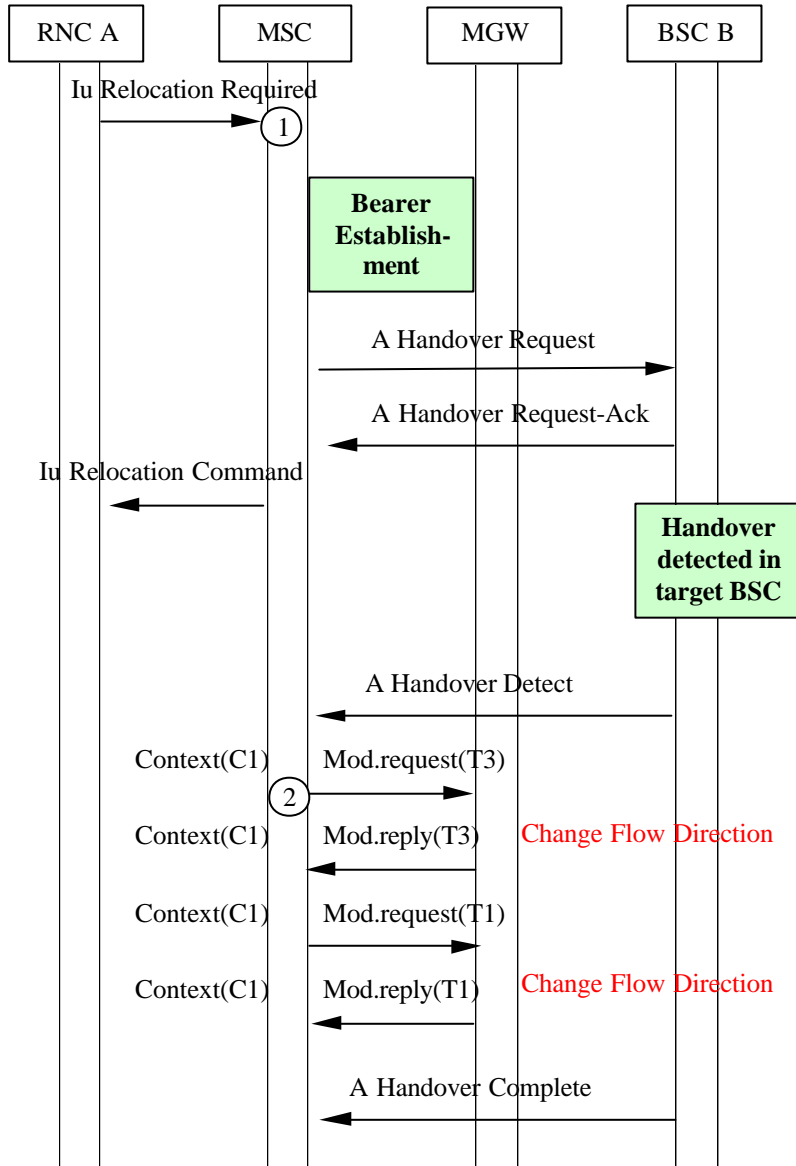 RNC A
MSC
MGW
BSC B
Iu Relocation Required
1
Bearer
Establish-
ment
A Handover Request
A Handover Request-Ack
Iu Relocation Command
Handover
detected in
target BSC
A Handover Detect
Context(C1) Mod.request(T3)
2
Context(C1) Mod.reply(T3) Change Flow Direction
Context(C1) Mod.request(T1)
Context(C1) Mod.reply(T1) Change Flow Direction
A Handover Complete